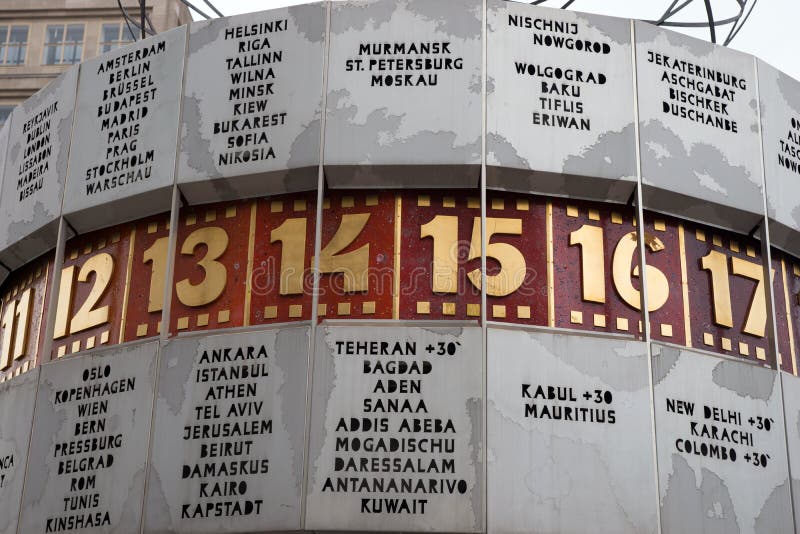 REYKJAVIK
DUBLIN
LONDON
LISSABON
MADEIRA
BISSAU
AMSTERDAM
BERLIN
BRÜSSEL
BUDAPEST
MADRID
PARIS
PRAG
STOCKHOLM
WARSCHAU
HELSINKI
RIGA
TALLINN
WILNA
MINSK
KIEW
BUKAREST
SOFIA
NIKOSIA
MURMANSK
ST. PETERSBURG
MOSKAU
NISCHNIJ
NOWGOROD
WOLGOGRAD
BAKU
TIFLIS
ERIWAN
JEKATERINBURG
ASCHGABAT
BISCHKEK
DUSCHANBE
11 12 13 14 15 16 17
OSLO
KOPENHAGEN
WIEN
BERN
PRESSBURG
BELGRAD
ROM
TUNIS
KINSHASA
ANKARA
ISTANBUL
ATHEN
TEL AVIV
JERUSALEM
BEIRUT
DAMASKUS
KAIRO
KAPSTADT
TEHERAN +30`
BAGDAD
ADEN
SANAA
ADDIS ABEBA
MOGADISCHU
DARESSALAM
ANTANANARIVO
KUWAIT
KABUL +30
MAURITIUS
NEW DELHI +30`
KARACHI
COLOMBO +30`